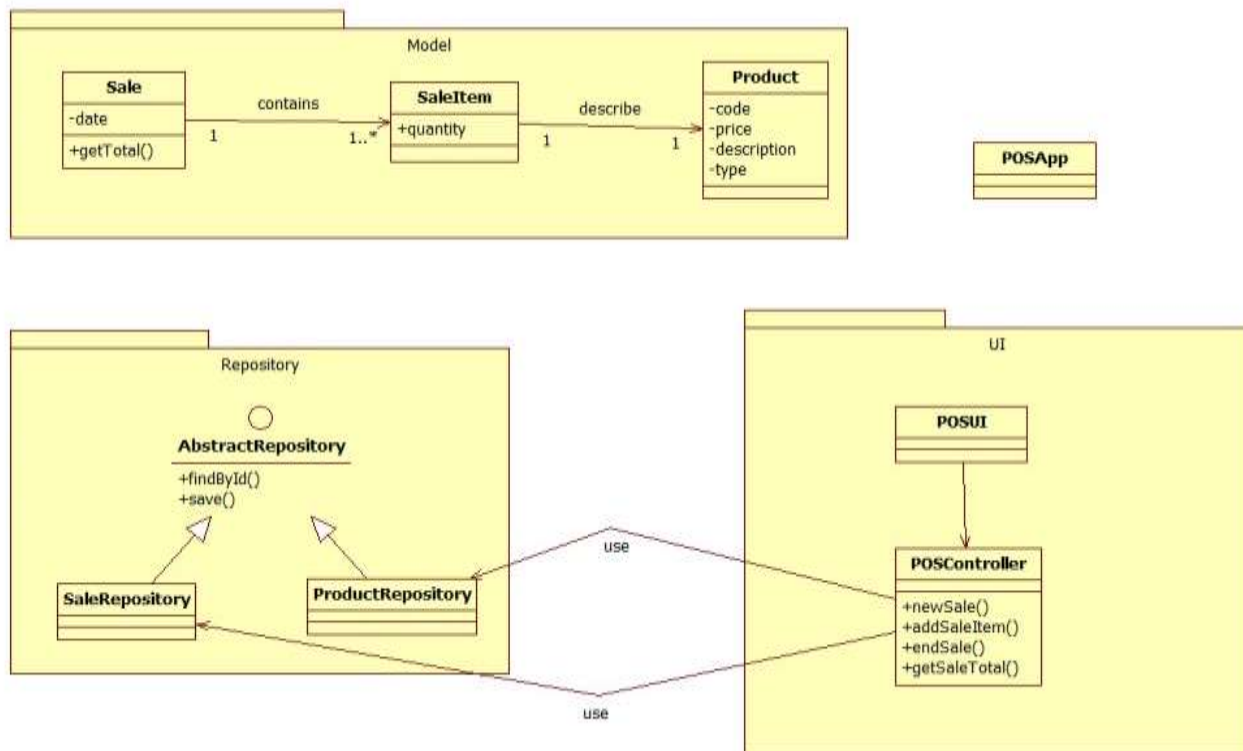 Model
Sale
-date
+getTotal()
contains
1
1..*
SaleItem
+quantity
describe
1
1
Product
-code
-price
-description
-type
POSApp
Repository
AbstractRepository
+findById()
+save()
SaleRepository
ProductRepository
use
use
UI
POSUI
POSController
+newSale()
+addSaleItem()
+endSale()
+getSaleTotal()